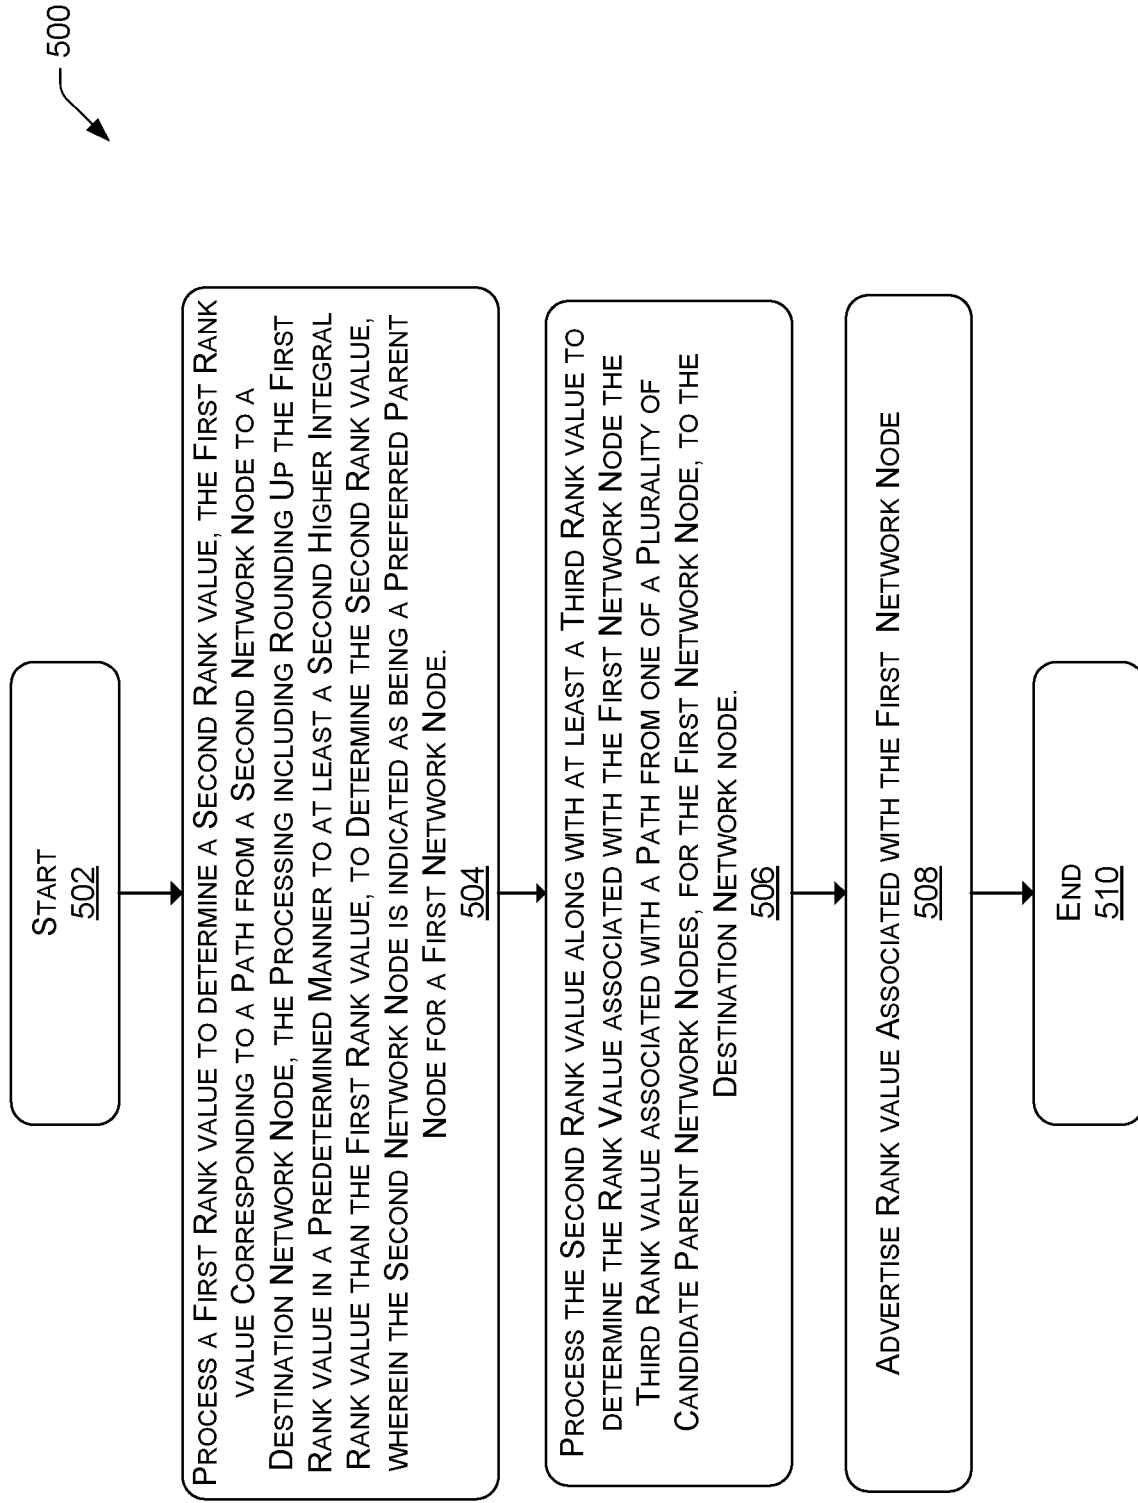 500
START
502
PROCESS A FIRST RANK VALUE TO DETERMINE A SECOND RANK VALUE, THE FIRST RANK
VALUE CORRESPONDING TO A PATH FROM A SECOND NETWORK NODE TO A
DESTINATION NETWORK NODE, THE PROCESSING INCLUDING ROUNDING UP THE FIRST
RANK VALUE IN A PREDETERMINED MANNER TO AT LEAST A SECOND HIGHER INTEGRAL
RANK VALUE THAN THE FIRST RANK VALUE, TO DETERMINE THE SECOND RANK VALUE,
WHEREIN THE SECOND NETWORK NODE IS INDICATED AS BEING A PREFERRED PARENT
NODE FOR A FIRST NETWORK NODE.
504
PROCESS THE SECOND RANK VALUE ALONG WITH AT LEAST A THIRD RANK VALUE TO
DETERMINE THE RANK VALUE ASSOCIATED WITH THE FIRST NETWORK NODE THE
THIRD RANK VALUE ASSOCIATED WITH A PATH FROM ONE OF A PLURALITY OF
CANDIDATE PARENT NETWORK NODES, FOR THE FIRST NETWORK NODE, TO THE
DESTINATION NETWORK NODE.
506
ADVERTISE RANK VALUE ASSOCIATED WITH THE FIRST NETWORK NODE
508
END
510